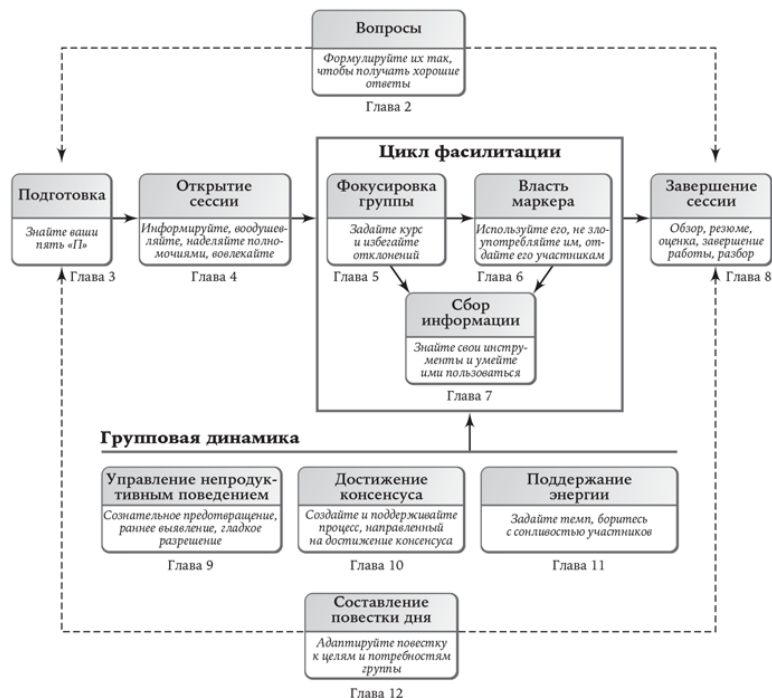 Вопросы
Формулируйте их так,
чтобы получать хорошие
ответы
Глава 2
Цикл фасилитации
Подготовка
Знайте ваши
пять «П»
Глава 3
Открытие
сессии
Информируйте, воодушев-
ляйте, наделяйте полно-
мочиями, вовлекайте
Глава 4
Фокусировка
группы
Задайте курс
и избегайте
отклонений
Глава 5
Власть
маркера
Используйте его, не зло-
употребляйте им, от-
дайте его участникам
Глава 6
Сбор
информации
Знайте свои инстру-
менты и умейте
ими пользоваться
Глава 7
Завершение
сессии
Обзор, резюме,
оценка, завершение
работы, разбор
Глава 8
Групповая динамика
Управление непродук-
тивным поведением
Сознательное предотвращение,
раннее выявление, гладкое
разрешение
Глава 9
Достижение
консенсуса
Создайте и поддерживайте
процесс, направленный
на достижение консенсуса
Глава 10
Поддержание
энергии
Задайте темп, боритесь
с сонливостью участников
Глава 11
Составление
повестки дня
Адаптируйте повестку
к целям и потребностям
группы
Глава 12